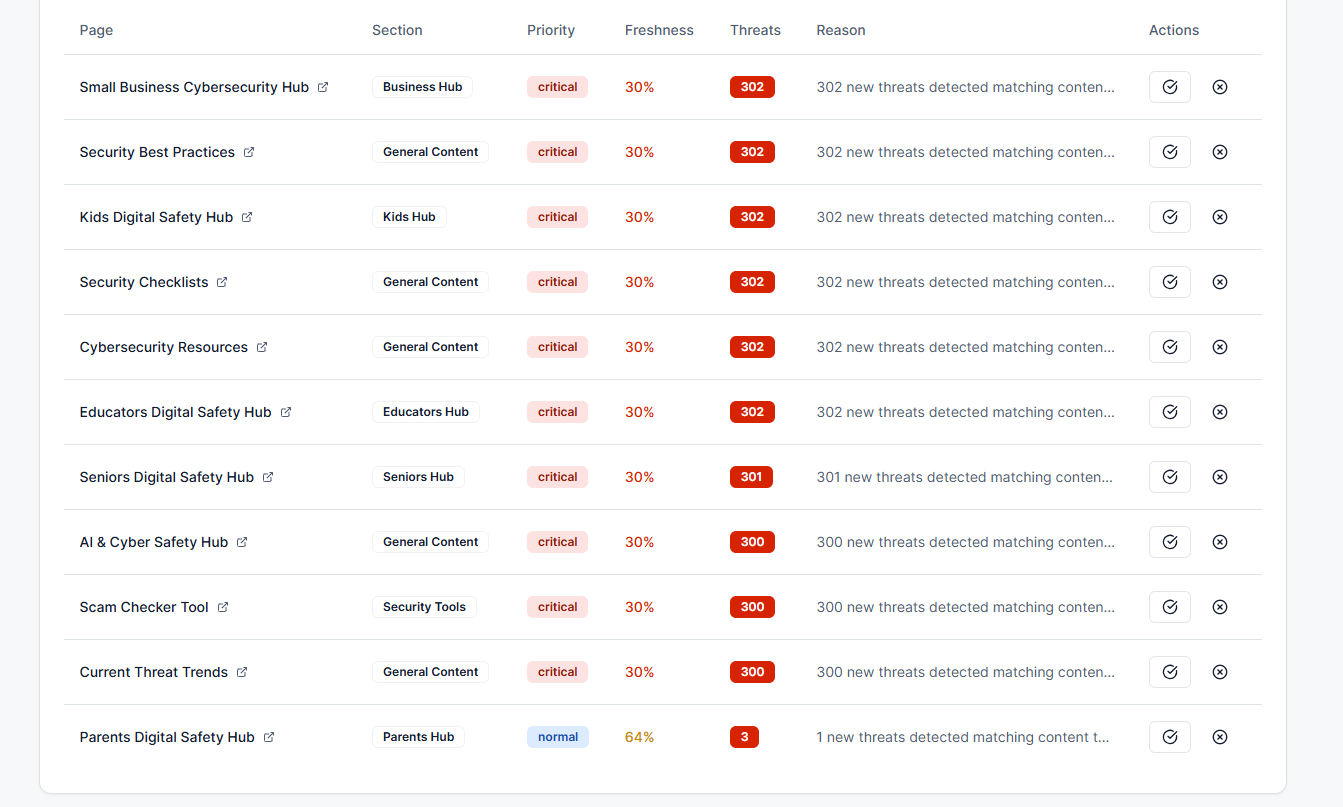 Page Section Priority Freshness Threats Reason Actions
Small Business Cybersecurity Hub Business Hub critical 30% 302 302 new threats detected matching conten...
Security Best Practices General Content critical 30% 302 302 new threats detected matching conten...
Kids Digital Safety Hub Kids Hub critical 30% 302 302 new threats detected matching conten...
Security Checklists General Content critical 30% 302 302 new threats detected matching conten...
Cybersecurity Resources General Content critical 30% 302 302 new threats detected matching conten...
Educators Digital Safety Hub Educators Hub critical 30% 302 302 new threats detected matching conten...
Seniors Digital Safety Hub Seniors Hub critical 30% 301 301 new threats detected matching conten...
AI & Cyber Safety Hub General Content critical 30% 300 300 new threats detected matching conten...
Scam Checker Tool Security Tools critical 30% 300 300 new threats detected matching conten...
Current Threat Trends General Content critical 30% 300 300 new threats detected matching conten...
Parents Digital Safety Hub Parents Hub normal 64% 3 1 new threats detected matching content t...